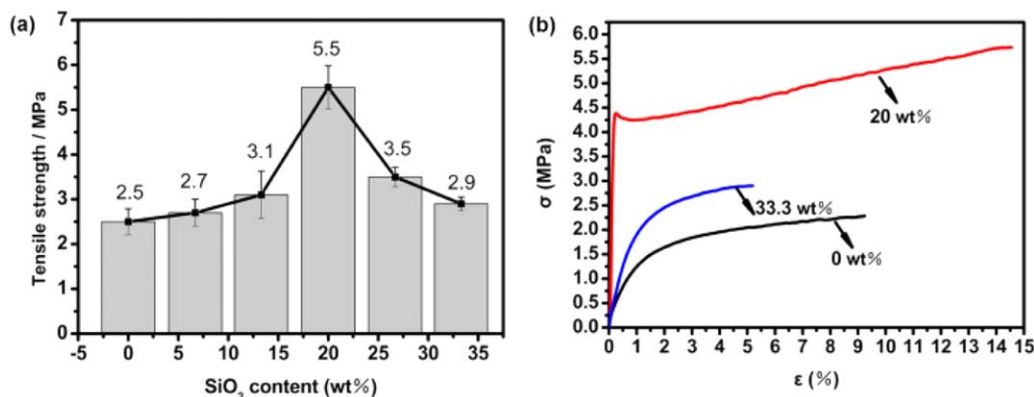 (a)
Tensile strength / MPa
7
6
5
4
3
2
1
0
2.5
2.7
3.1
5.5
3.5
2.9
-5 0 5 10 15 20 25 30 35
SiO₂ content (wt%)
(b)
σ (MPa)
6.0
5.5
5.0
4.5
4.0
3.5
3.0
2.5
2.0
1.5
1.0
0.5
0.0
20 wt%
33.3 wt%
0 wt%
0 1 2 3 4 5 6 7 8 9 10 11 12 13 14 15
ε (%)